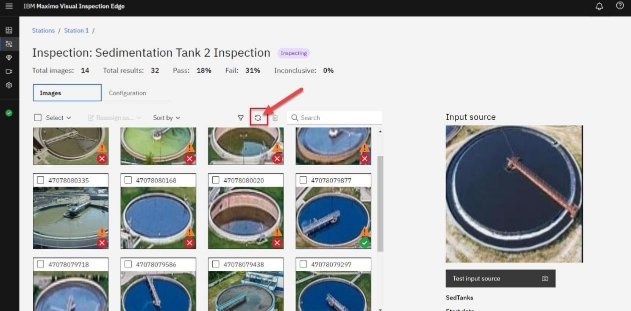 IBM Maximo Visual Inspection Edge
Stations / Station 1 /
Inspection: Sedimentation Tank 2 Inspection Inspecting
Total images: 14 Total results: 32 Pass: 18% Fail: 31% Inconclusive: 0%
Images Configuration
Select Reassign as... Sort by Search
47078080335 47078080168 47078080020 47078079877
47078079718 47078079586 47078079438 47078079297
Input source
Test input source
SedTanks
Start date